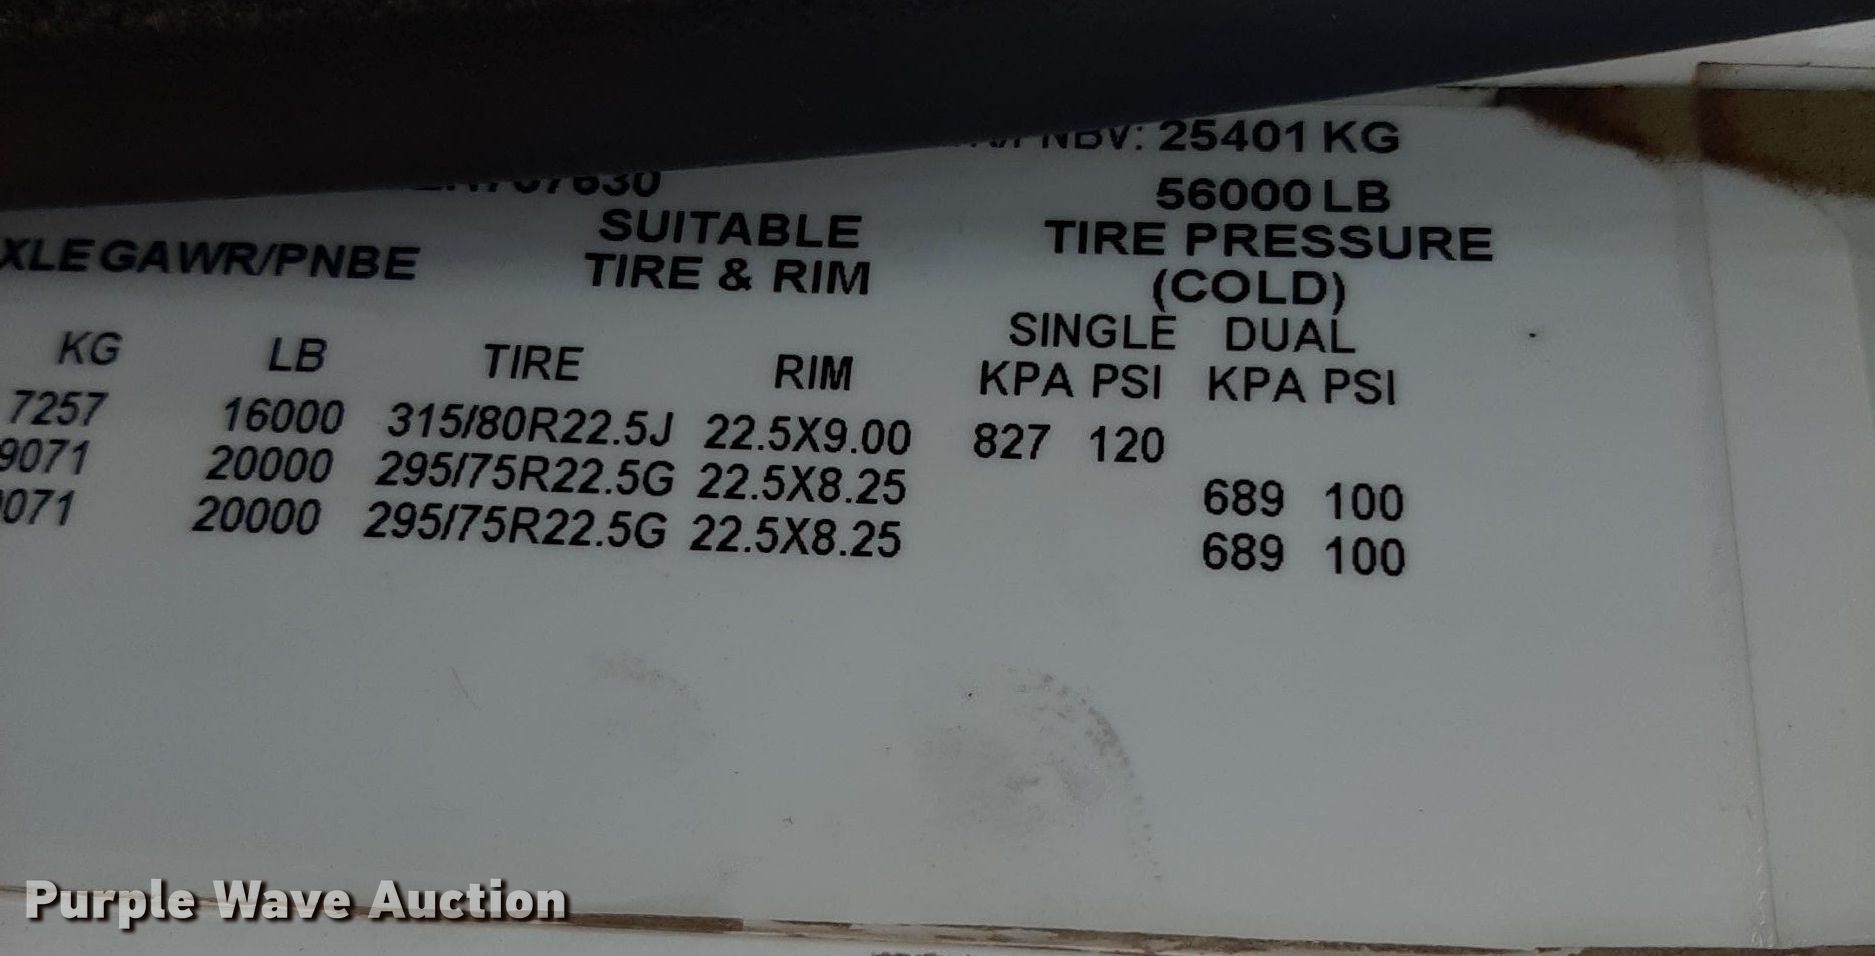 NBV: 25401 KG
707630
56000 LB
XLE GAWR/PNBE
SUITABLE
TIRE & RIM
TIRE PRESSURE
(COLD)
SINGLE DUAL
KG LB TIRE RIM KPA PSI KPA PSI
7257 16000 315/80R22.5J 22.5X9.00 827 120
9071 20000 295/75R22.5G 22.5X8.25 689 100
071 20000 295/75R22.5G 22.5X8.25 689 100
Purple Wave Auction